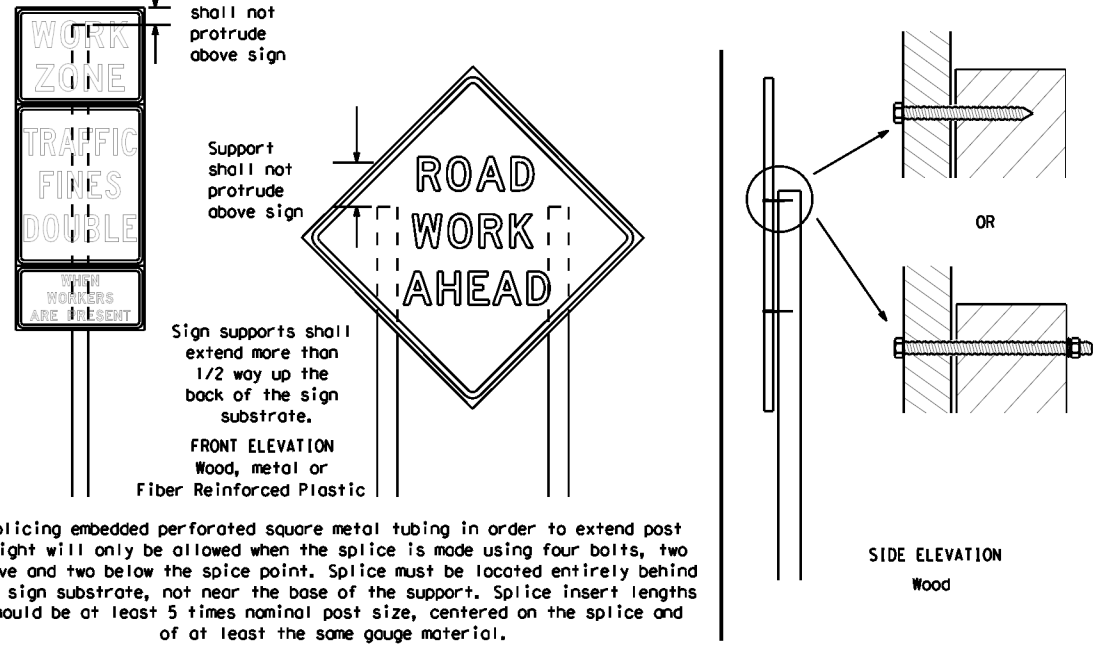 shall not
protrude
above sign
WORK
ZONE
TRAFFIC
FINES
DOUBLE
WHEN
WORKERS
ARE PRESENT
Support
shall not
protrude
above sign
ROAD
WORK
AHEAD
Sign supports shall
extend more than
1/2 way up the
back of the sign
substrate.
FRONT ELEVATION
Wood, metal or
Fiber Reinforced Plastic
OR
SIDE ELEVATION
Wood
plicing embedded perforated square metal tubing in order to extend post
ight will only be allowed when the splice is made using four bolts, two
ve and two below the spice point. Splice must be located entirely behind
sign substrate, not near the base of the support. Splice insert lengths
ould be at least 5 times nominal post size, centered on the splice and
of at least the same gauge material.